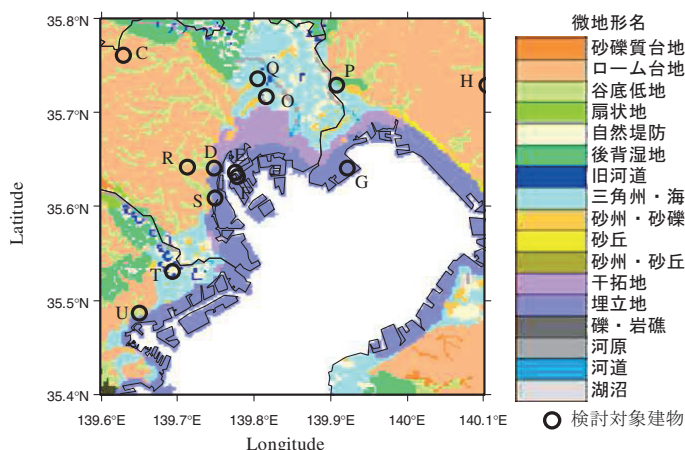 微地形名
砂礫質台地
ローム台地
谷底低地
扇状地
自然堤防
後背湿地
旧河道
三角州・海
砂州・砂礫
砂丘
砂州・砂丘
干拓地
埋立地
礫・岩礁
河原
河道
湖沼
検討対象建物
35.8°N
35.7°N
35.6°N
35.5°N
35.4°N
Latitude
C
Q
P
H
O
R
D
E
G
S
T
U
139.6°E
139.7°E
139.8°E
139.9°E
140°E
140.1°E
Longitude